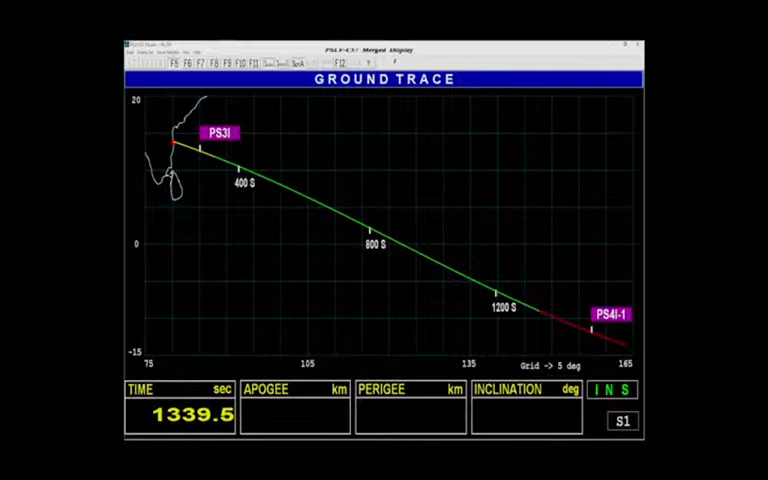 PSLV-C57 Merged Display
F5 F6 F7 F8 F9 F10 F11 ScrA F12 ?
GROUND TRACE
20
PS3I
400 S
0
800 S
1200 S
PS4I-1
-15
75 105 135 165
Grid -> 5 deg
TIME sec APOGEE km PERIGEE km INCLINATION deg I N S
1339.5
S1